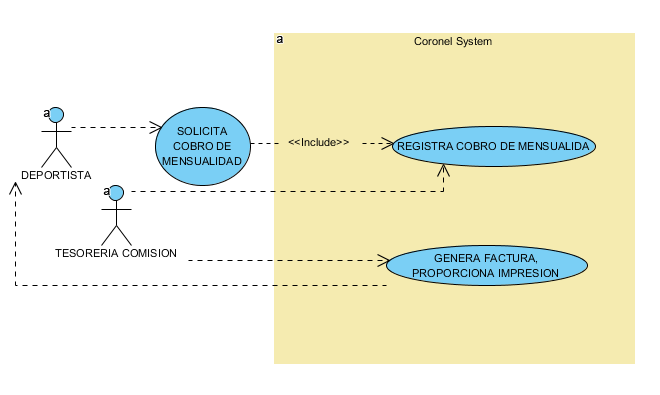 a
Coronel System
a
SOLICITA
COBRO DE
MENSUALIDAD
<<Include>>
REGISTRA COBRO DE MENSUALIDA
DEPORTISTA
a
TESORERIA COMISION
GENERA FACTURA,
PROPORCIONA IMPRESION